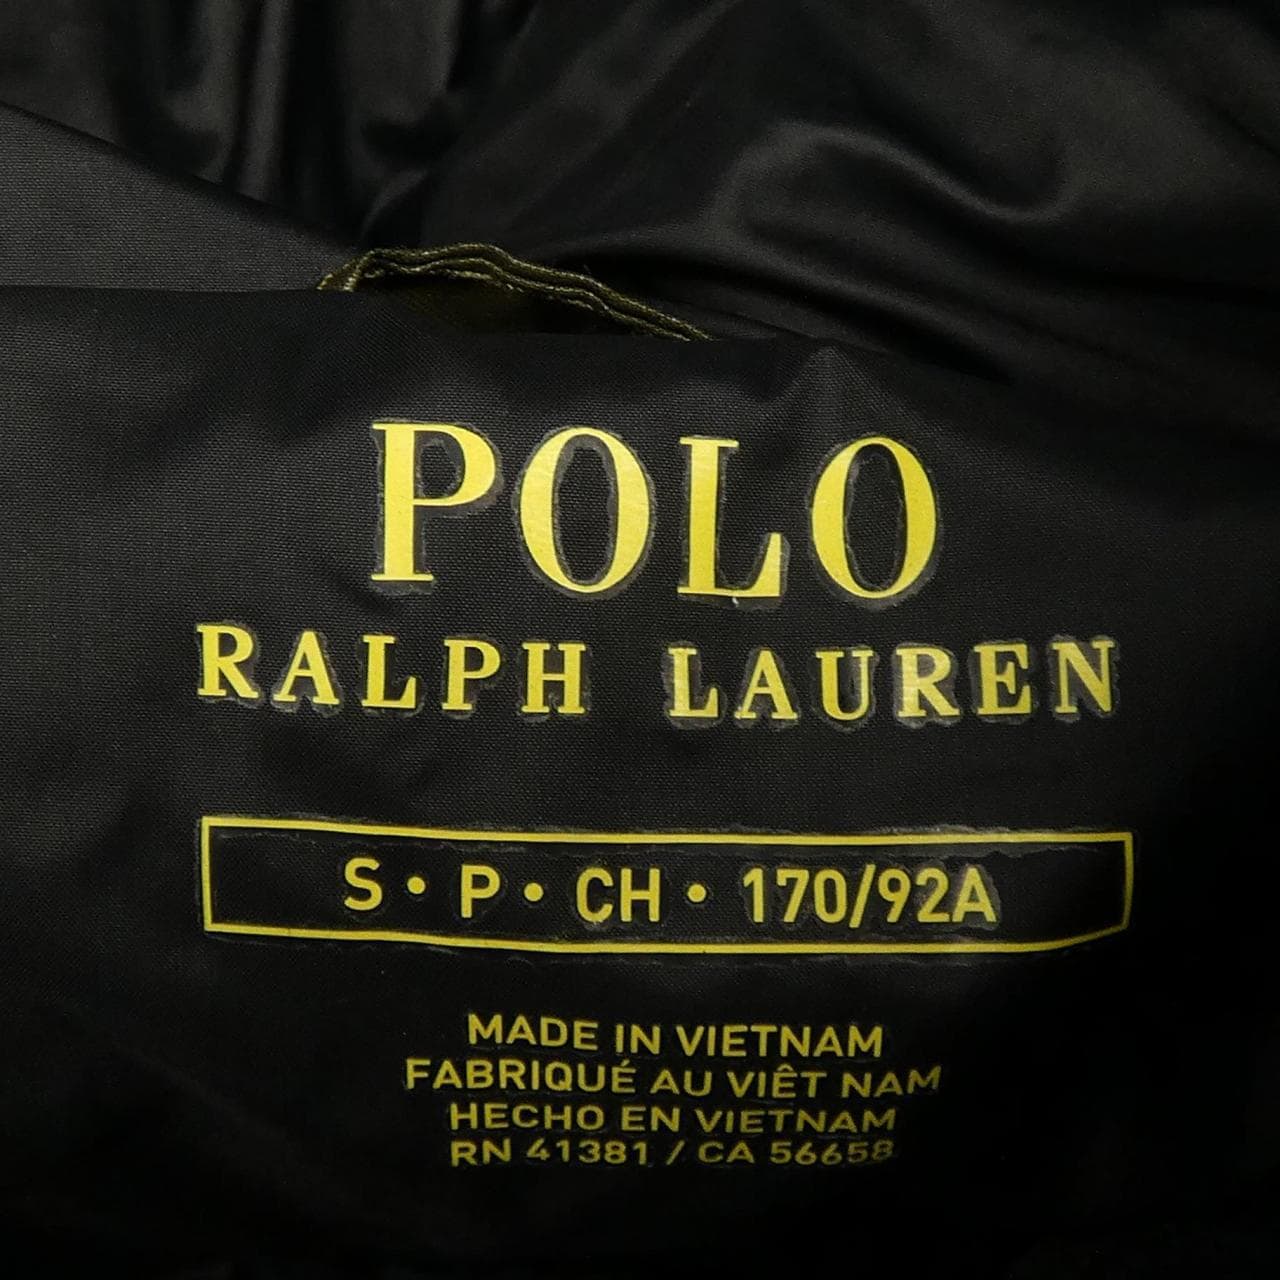 POLO
RALPH LAUREN
S • P • CH • 170/92A
MADE IN VIETNAM
FABRIQUÉ AU VIÊT NAM
HECHO EN VIETNAM
RN 41381 / CA 56658